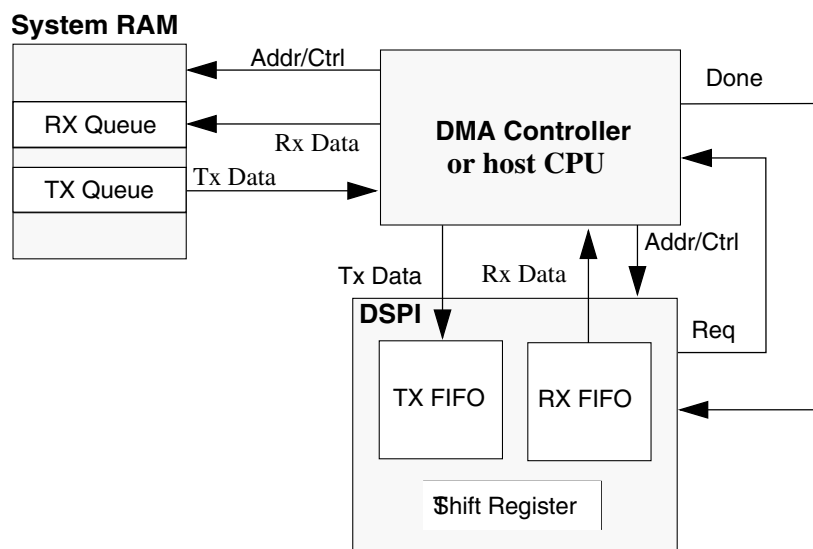 System RAM
Addr/Ctrl
Done
RX Queue
Rx Data
DMA Controller
or host CPU
TX Queue
Tx Data
Addr/Ctrl
Tx Data
Rx Data
DSPI
Req
TX FIFO
RX FIFO
Shift Register